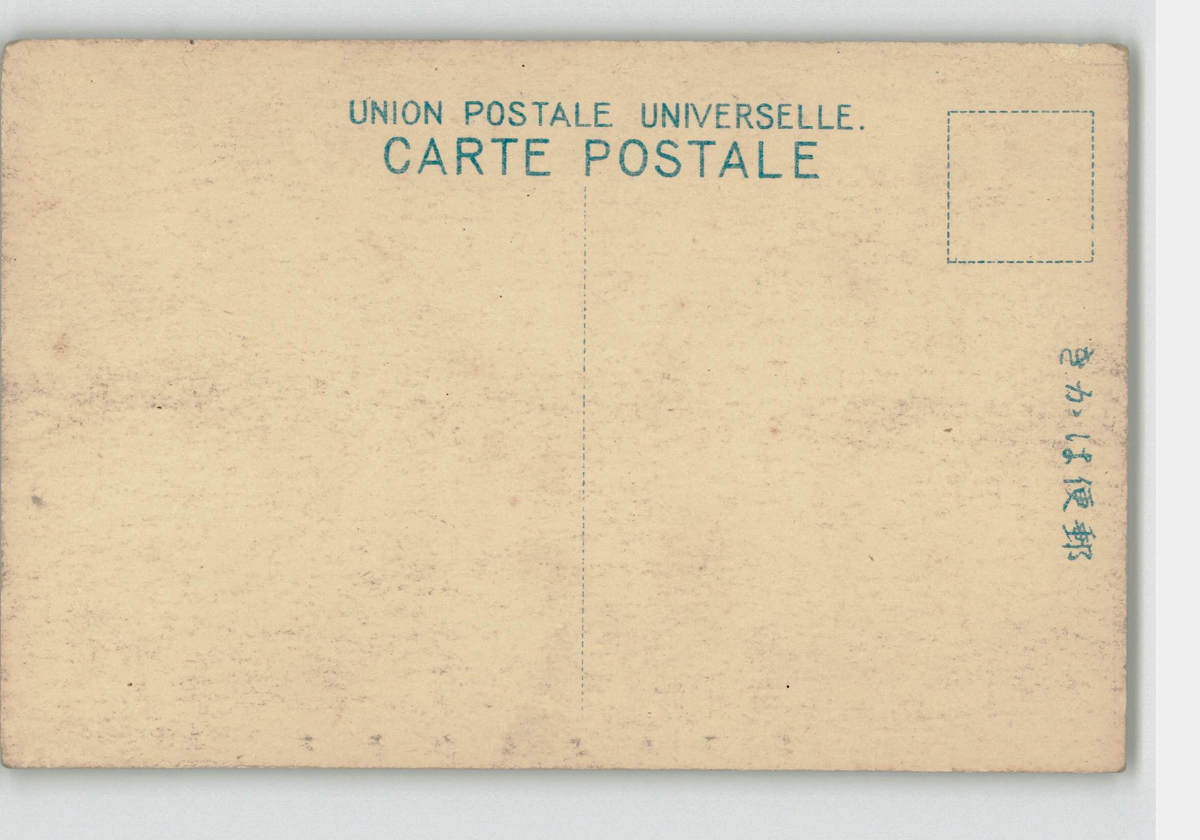 UNION POSTALE UNIVERSELLE.
CARTE POSTALE
きがは便郵